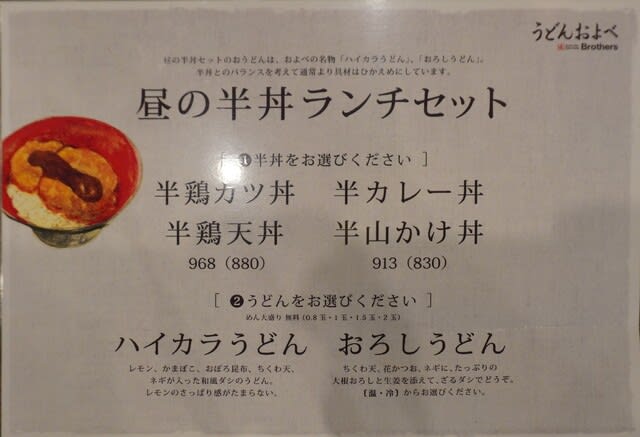 うどんおよべ
Brothers
昼の半丼セットのおうどんは、およべの名物「ハイカラうどん」、「おろしうどん」。
半丼とのバランスを考えて通常より具材はひかえめにしています。
昼の半丼ランチセット
[ ❶半丼をお選びください ]
半鶏カツ丼 半カレー丼
半鶏天丼 半山かけ丼
968(880) 913(830)
[ ❷うどんをお選びください ]
めん大盛り 無料(0.8玉・1玉・1.5玉・2玉)
ハイカラうどん おろしうどん
レモン、かまぼこ、おぼろ昆布、ちくわ天、
ネギが入った和風ダシのうどん。
レモンのさっぱり感がたまらない。
ちくわ天、花かつお、ネギに、たっぷりの
大根おろしと生姜を添えて、ざるダシでどうぞ。
〔温・冷〕からお選びください。